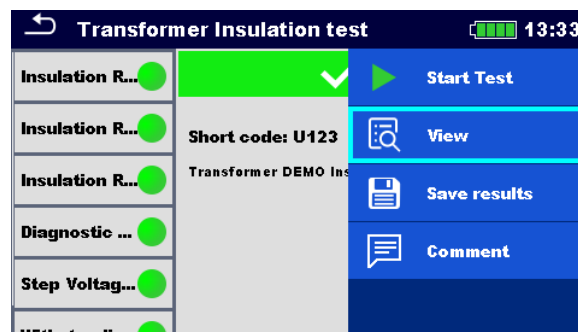 Transformer Insulation test
13:33
Insulation R...
Insulation R...
Insulation R...
Diagnostic ...
Step Voltag...
Short code: U123
Transformer DEMO Ins
Start Test
View
Save results
Comment